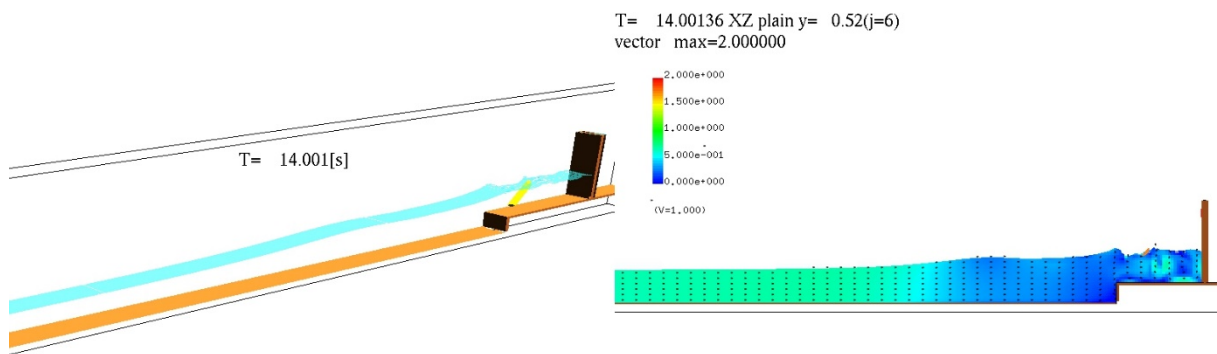 T= 14.001[s]
T= 14.00136 XZ plain y= 0.52(j=6)
vector max=2.000000
2.000e+000
1.500e+000
1.000e+000
5.000e-001
0.000e+000
(V=1.000)